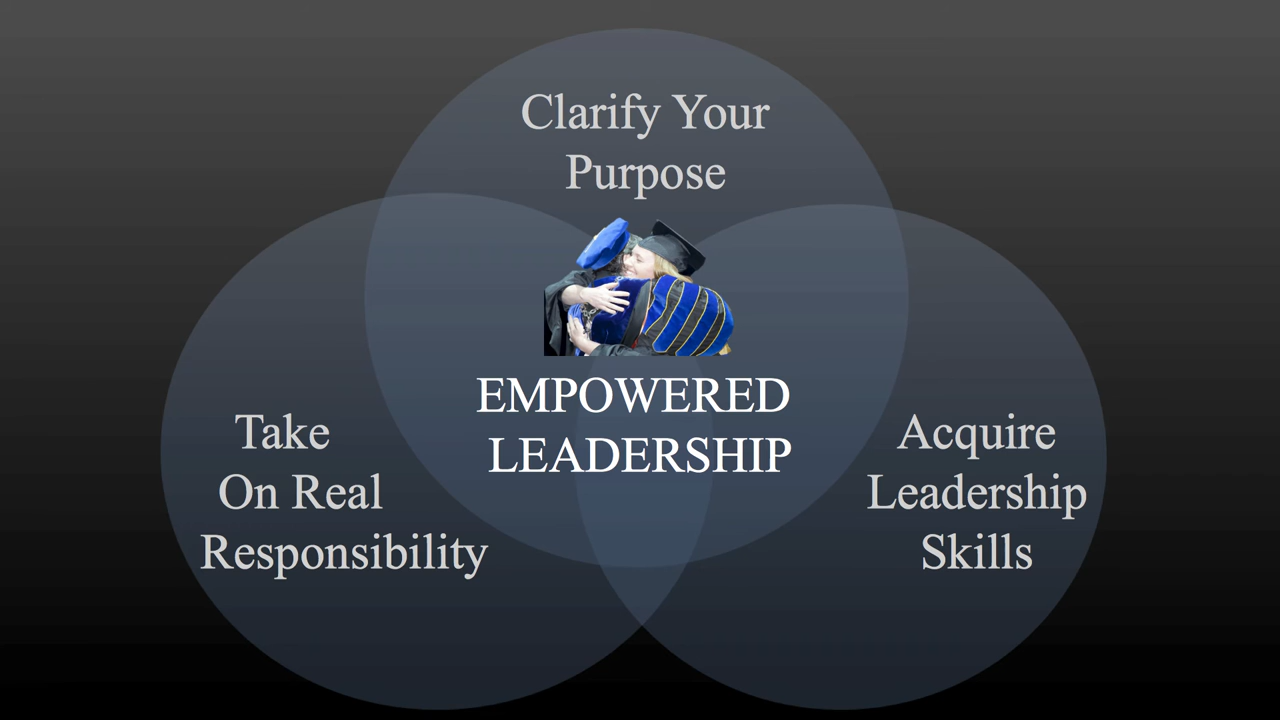 Clarify Your
Purpose
EMPOWERED
LEADERSHIP
Take
On Real
Responsibility
Acquire
Leadership
Skills